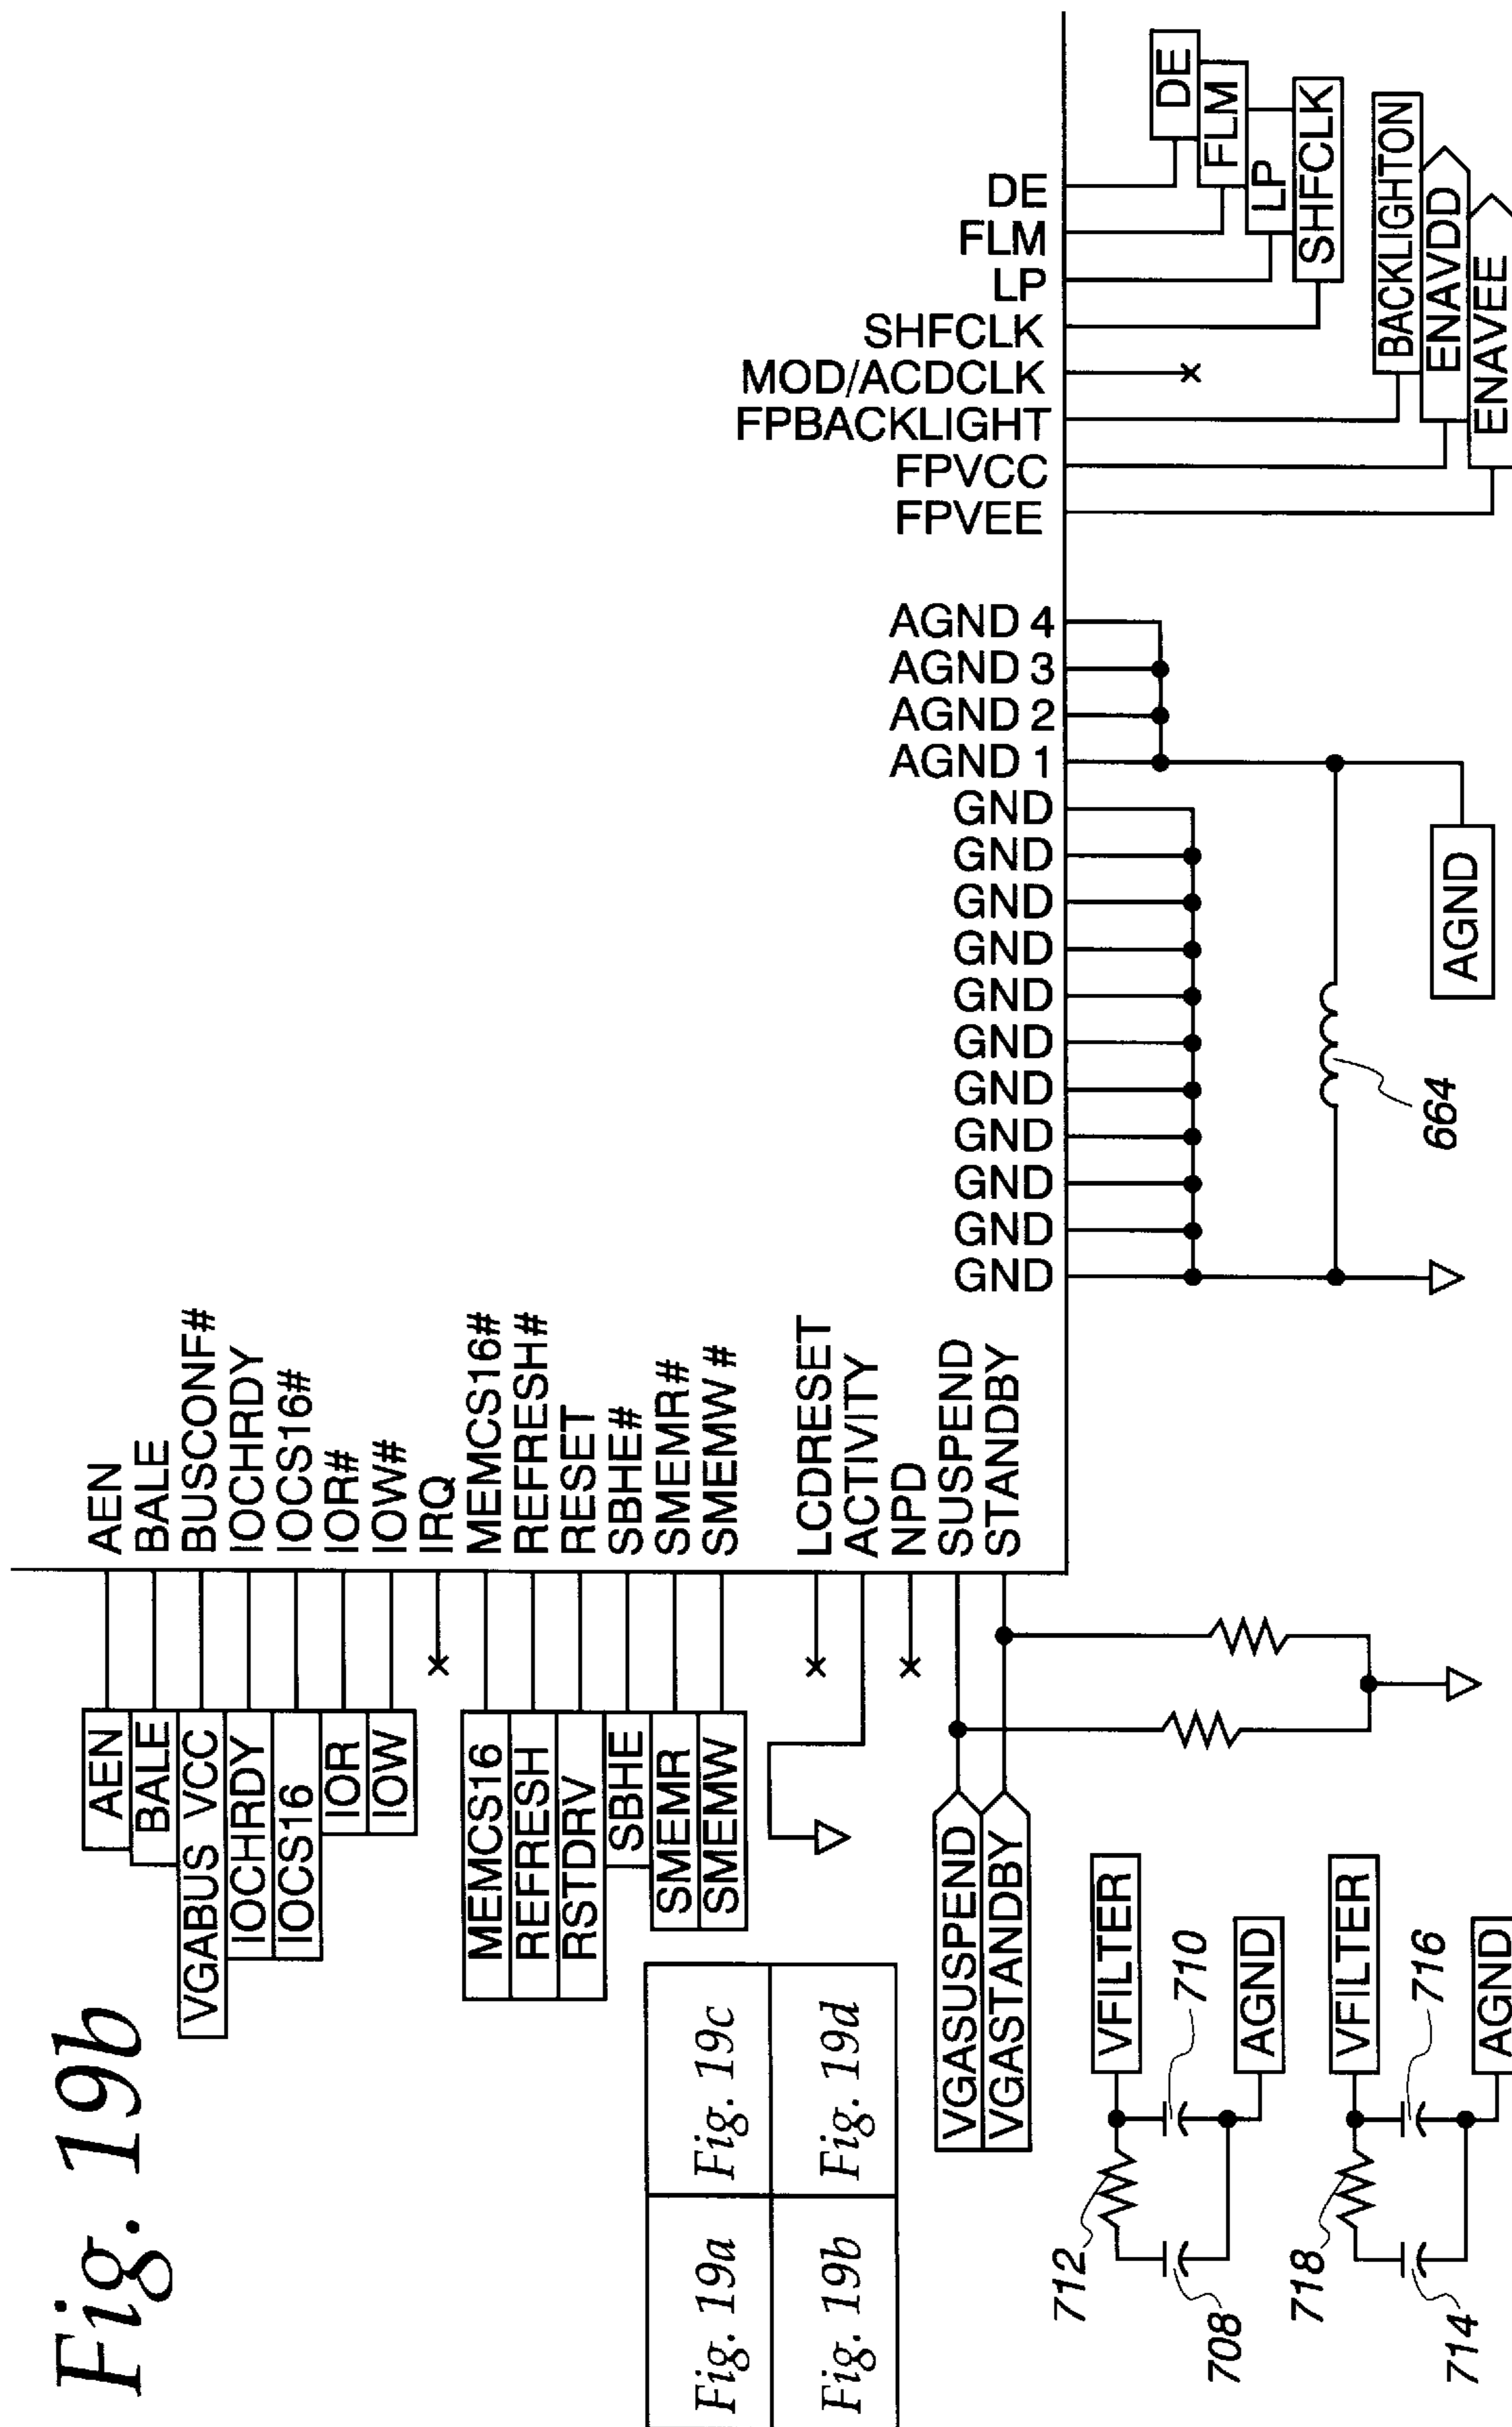 Fig. 19b
AEN AEN
BALE BALE
VGABUS VCC BUSCONF#
IOCHRDY IOCHRDY
IOCS16 IOCS16#
IOR IOR#
IOW IOW#
IRQ
MEMCS16 MEMCS16#
REFRESH REFRESH#
RSTDRV RESET
SBHE SBHE#
SMEMR SMEMR#
SMEMW SMEMW #
LCDRESET
ACTIVITY
NPD
VGASUSPEND SUSPEND
VGASTANDBY STANDBY
Fig. 19a Fig. 19c
Fig. 19b Fig. 19d
GND
GND
GND
GND
GND
GND
GND
GND
GND
GND
GND
AGND 1
AGND 2
AGND 3
AGND 4
FPVEE
FPVCC
FPBACKLIGHT
MOD/ACDCLK
SHFCLK
LP
FLM
DE
DE
FLM
LP
SHFCLK
BACKLIGHTON
ENAVDD
ENAVEE
664
AGND
712
VFILTER
710
708
AGND
718
VFILTER
716
714
AGND